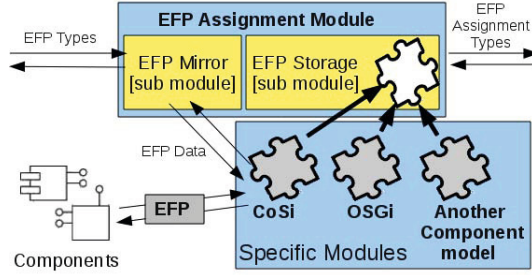 EFP Assignment Module
EFP Types
EFP Mirror
[sub module]
EFP Storage
[sub module]
EFP
Assignment
Types
EFP Data
EFP
CoSi
OSGi
Another
Component
model
Components
Specific Modules